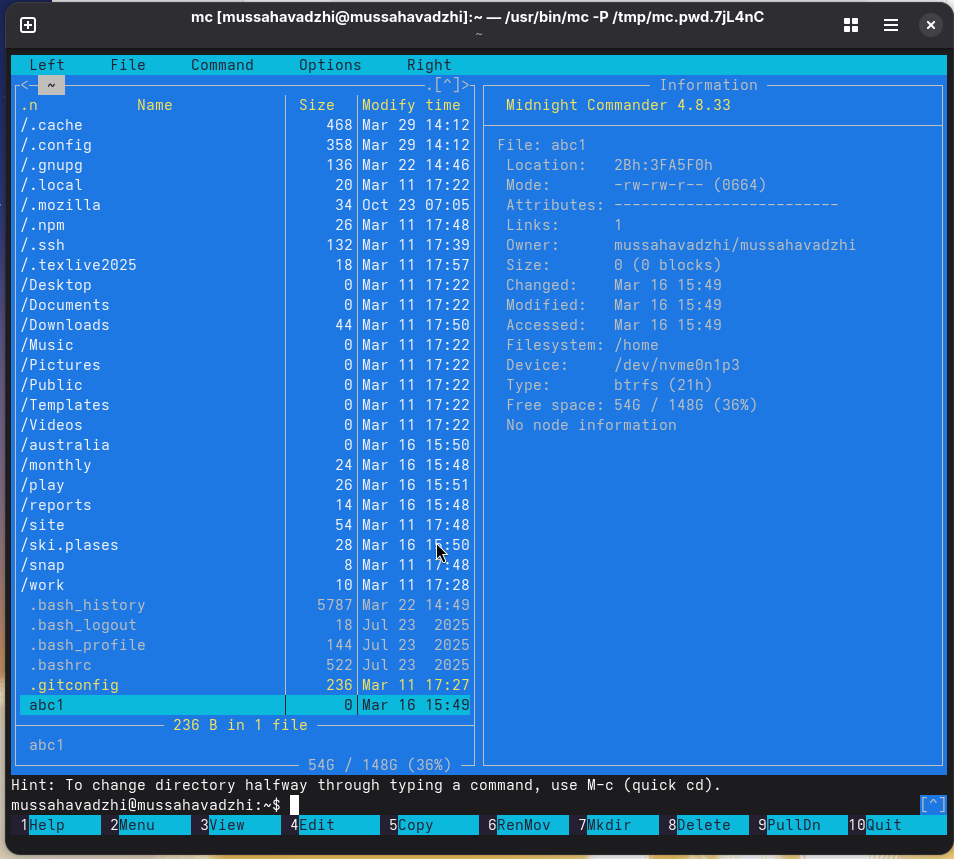 mc [mussahavadzhi@mussahavadzhi]:~ — /usr/bin/mc -P /tmp/mc.pwd.7jL4nC
~
Left File Command Options Right
<─ ~ .[^]>
.n Name Size Modify time
/.cache 468 Mar 29 14:12
/.config 358 Mar 29 14:12
/.gnupg 136 Mar 22 14:46
/.local 20 Mar 11 17:22
/.mozilla 34 Oct 23 07:05
/.npm 26 Mar 11 17:48
/.ssh 132 Mar 11 17:39
/.texlive2025 18 Mar 11 17:57
/Desktop 0 Mar 11 17:22
/Documents 0 Mar 11 17:22
/Downloads 44 Mar 11 17:50
/Music 0 Mar 11 17:22
/Pictures 0 Mar 11 17:22
/Public 0 Mar 11 17:22
/Templates 0 Mar 11 17:22
/Videos 0 Mar 11 17:22
/australia 0 Mar 16 15:50
/monthly 24 Mar 16 15:48
/play 26 Mar 16 15:51
/reports 14 Mar 16 15:48
/site 54 Mar 11 17:48
/ski.plases 28 Mar 16 15:50
/snap 8 Mar 11 17:48
/work 10 Mar 11 17:28
.bash_history 5787 Mar 22 14:49
.bash_logout 18 Jul 23 2025
.bash_profile 144 Jul 23 2025
.bashrc 522 Jul 23 2025
.gitconfig 236 Mar 11 17:27
abc1 0 Mar 16 15:49
236 B in 1 file
abc1
54G / 148G (36%)
Information
Midnight Commander 4.8.33
File: abc1
Location: 2Bh:3FA5F0h
Mode: -rw-rw-r-- (0664)
Attributes: -------------------------
Links: 1
Owner: mussahavadzhi/mussahavadzhi
Size: 0 (0 blocks)
Changed: Mar 16 15:49
Modified: Mar 16 15:49
Accessed: Mar 16 15:49
Filesystem: /home
Device: /dev/nvme0n1p3
Type: btrfs (21h)
Free space: 54G / 148G (36%)
No node information
Hint: To change directory halfway through typing a command, use M-c (quick cd).
mussahavadzhi@mussahavadzhi:~$ [^]
1Help 2Menu 3View 4Edit 5Copy 6RenMov 7Mkdir 8Delete 9PullDn 10Quit